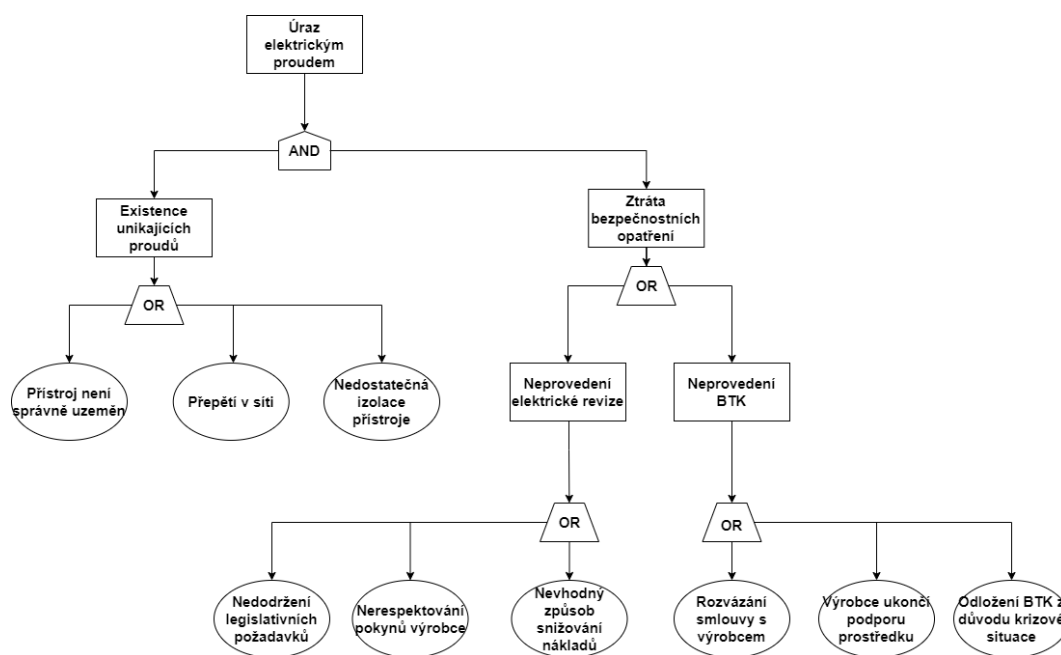 Úraz
elektrickým
proudem
AND
Existence
unikajících
proudů
Ztráta
bezpečnostních
opatření
OR
OR
Přístroj není
správně uzeměn
Přepětí v síti
Nedostatečná
izolace
přístroje
Neprovedení
elektrické revize
Neprovedení
BTK
OR
OR
Nedodržení
legislativních
požadavků
Nerespektování
pokynů výrobce
Nevhodný
způsob
snižování
nákladů
Rozvázání
smlouvy s
výrobcem
Výrobce ukončí
podporu
prostředku
Odložení BTK z
důvodu krizové
situace